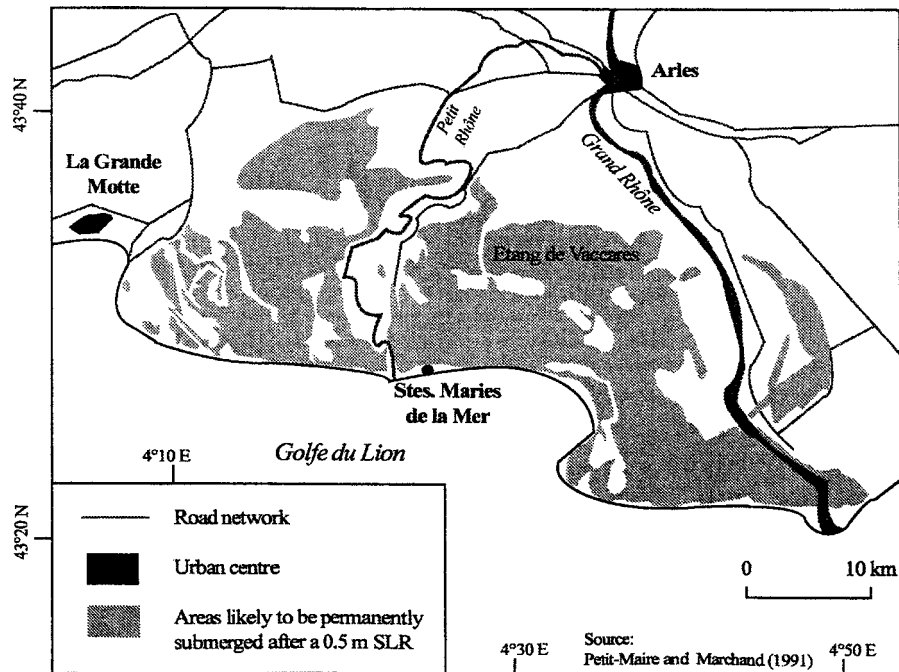 43°40 N
Arles
Petit
Rhône
Grand Rhône
La Grande
Motte
Etang de Vaccares
Stes. Maries
de la Mer
Golfe du Lion
4°10 E
43°20 N
Road network
Urban centre
Areas likely to be permanently
submerged after a 0.5 m SLR
0 10 km
4°30 E
Source:
Petit-Maire and Marchand (1991)
4°50 E